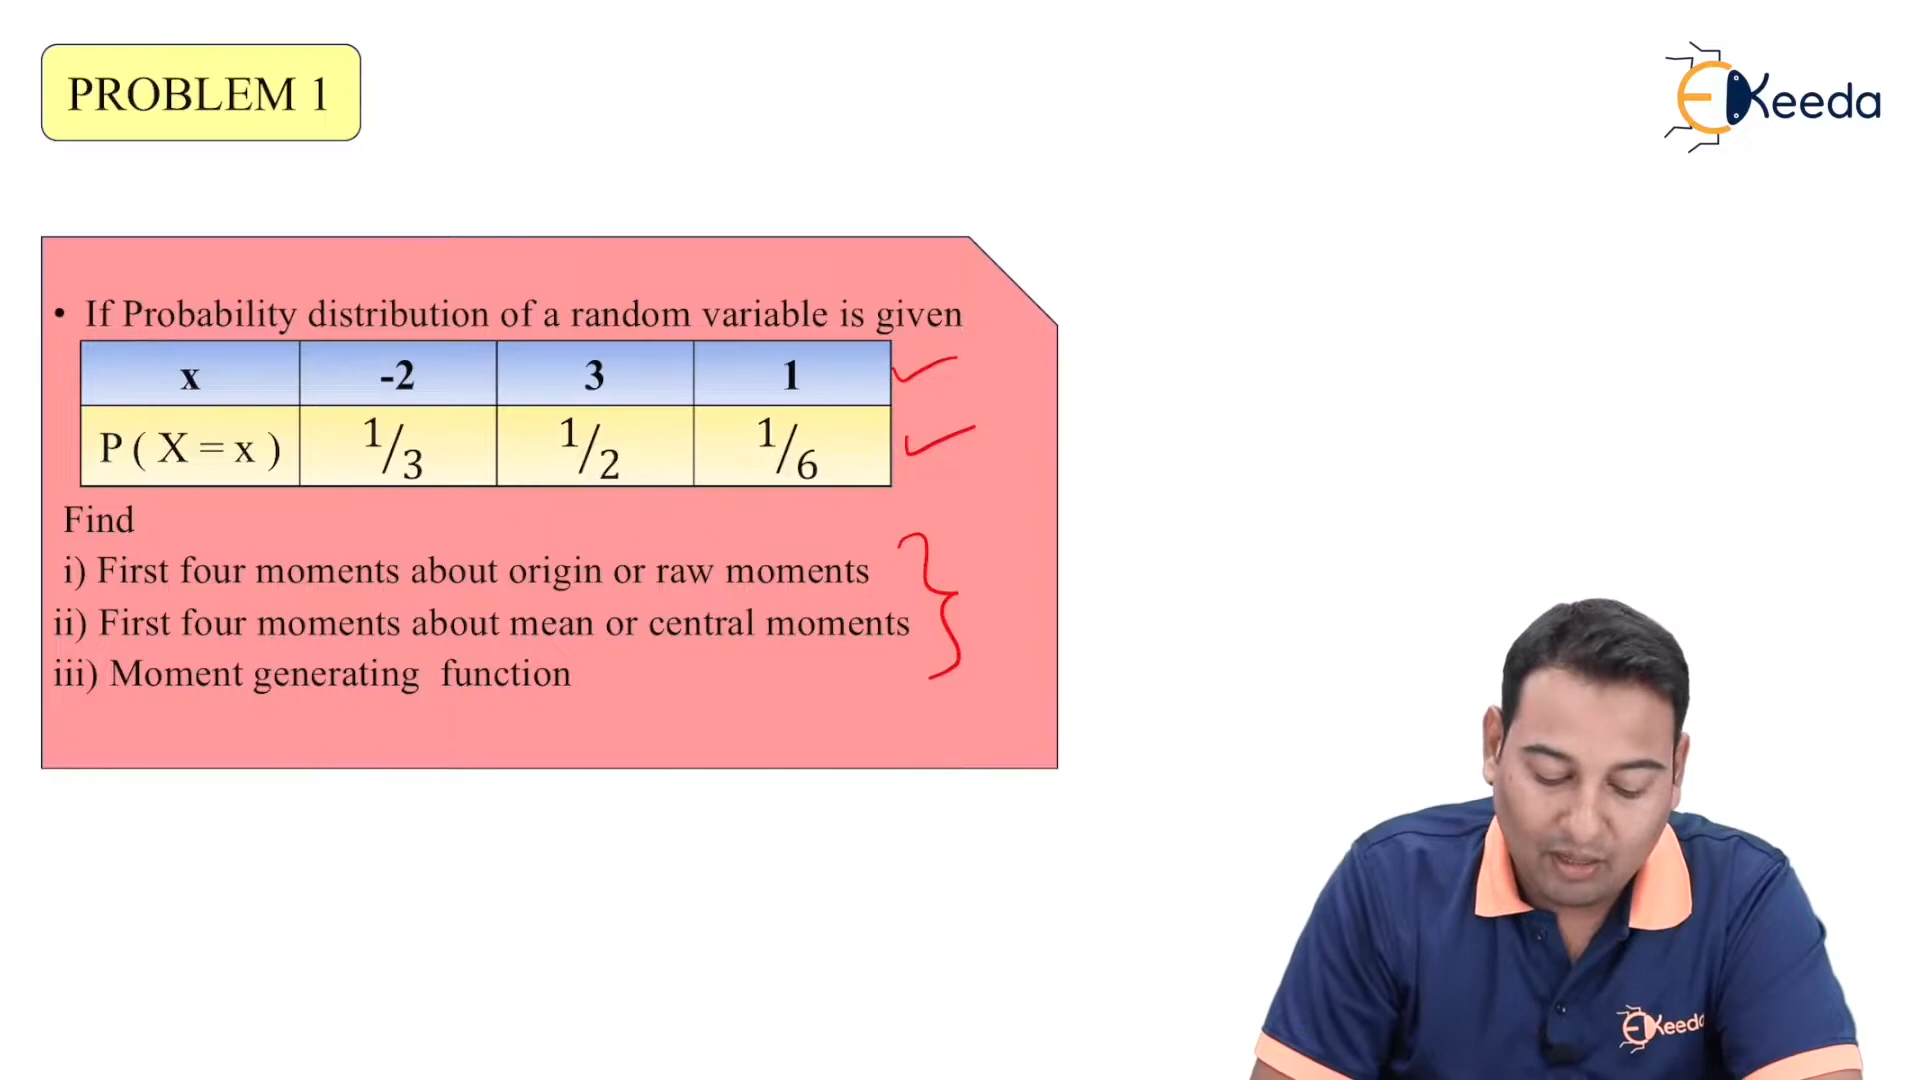 PROBLEM 1
Keeda
• If Probability distribution of a random variable is given
x -2 3 1
P ( X = x ) 1/3 1/2 1/6
Find
i) First four moments about origin or raw moments
ii) First four moments about mean or central moments
iii) Moment generating function
Keeda